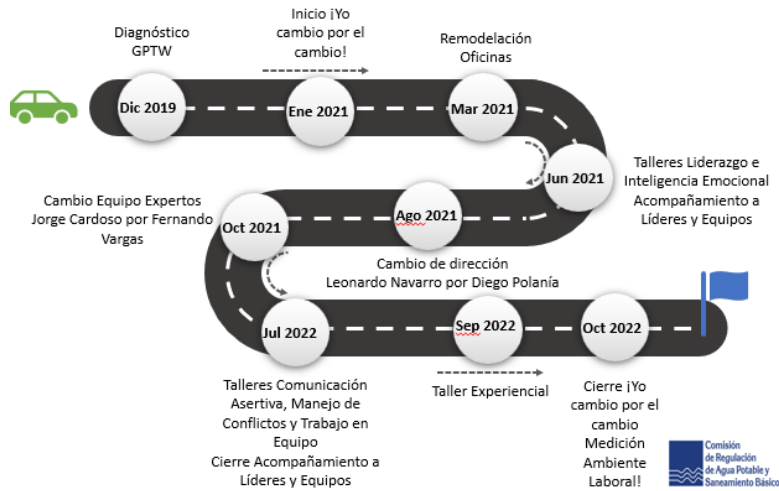 Diagnóstico
GPTW
Inicio ¡Yo
cambio por el
cambio!
Remodelación
Oficinas
Dic 2019
Ene 2021
Mar 2021
Jun 2021
Talleres Liderazgo e
Inteligencia Emocional
Acompañamiento a
Líderes y Equipos
Cambio Equipo Expertos
Jorge Cardoso por Fernando
Vargas
Oct 2021
Ago 2021
Cambio de dirección
Leonardo Navarro por Diego Polanía
Jul 2022
Sep 2022
Oct 2022
Talleres Comunicación
Asertiva, Manejo de
Conflictos y Trabajo en
Equipo
Cierre Acompañamiento a
Líderes y Equipos
Taller Experiencial
Cierre ¡Yo
cambio por el
cambio
Medición
Ambiente
Laboral!
Comisión
de Regulación
de Agua Potable y
Saneamiento Básico